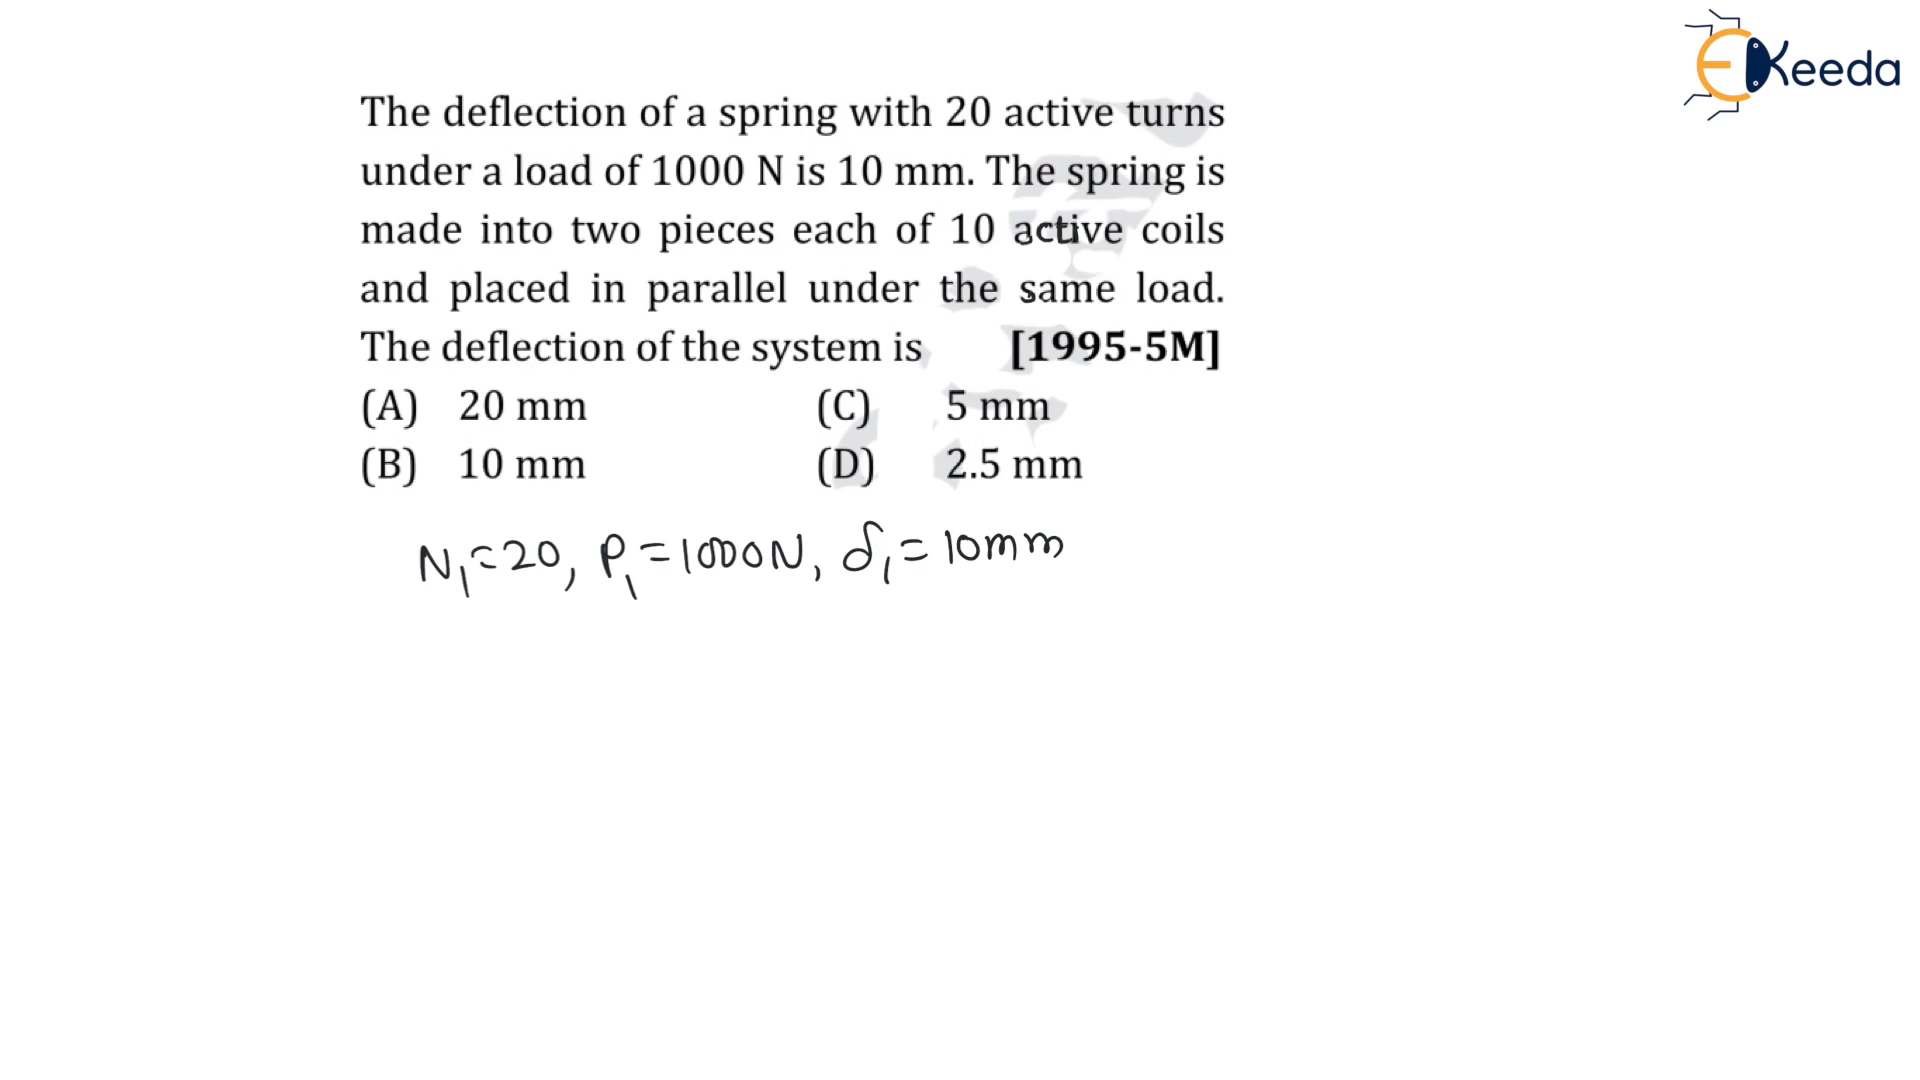 EKeeda
The deflection of a spring with 20 active turns
under a load of 1000 N is 10 mm. The spring is
made into two pieces each of 10 active coils
and placed in parallel under the same load.
The deflection of the system is [1995-5M]
(A) 20 mm (C) 5 mm
(B) 10 mm (D) 2.5 mm
N₁=20, P₁=1000N, δ₁=10mm